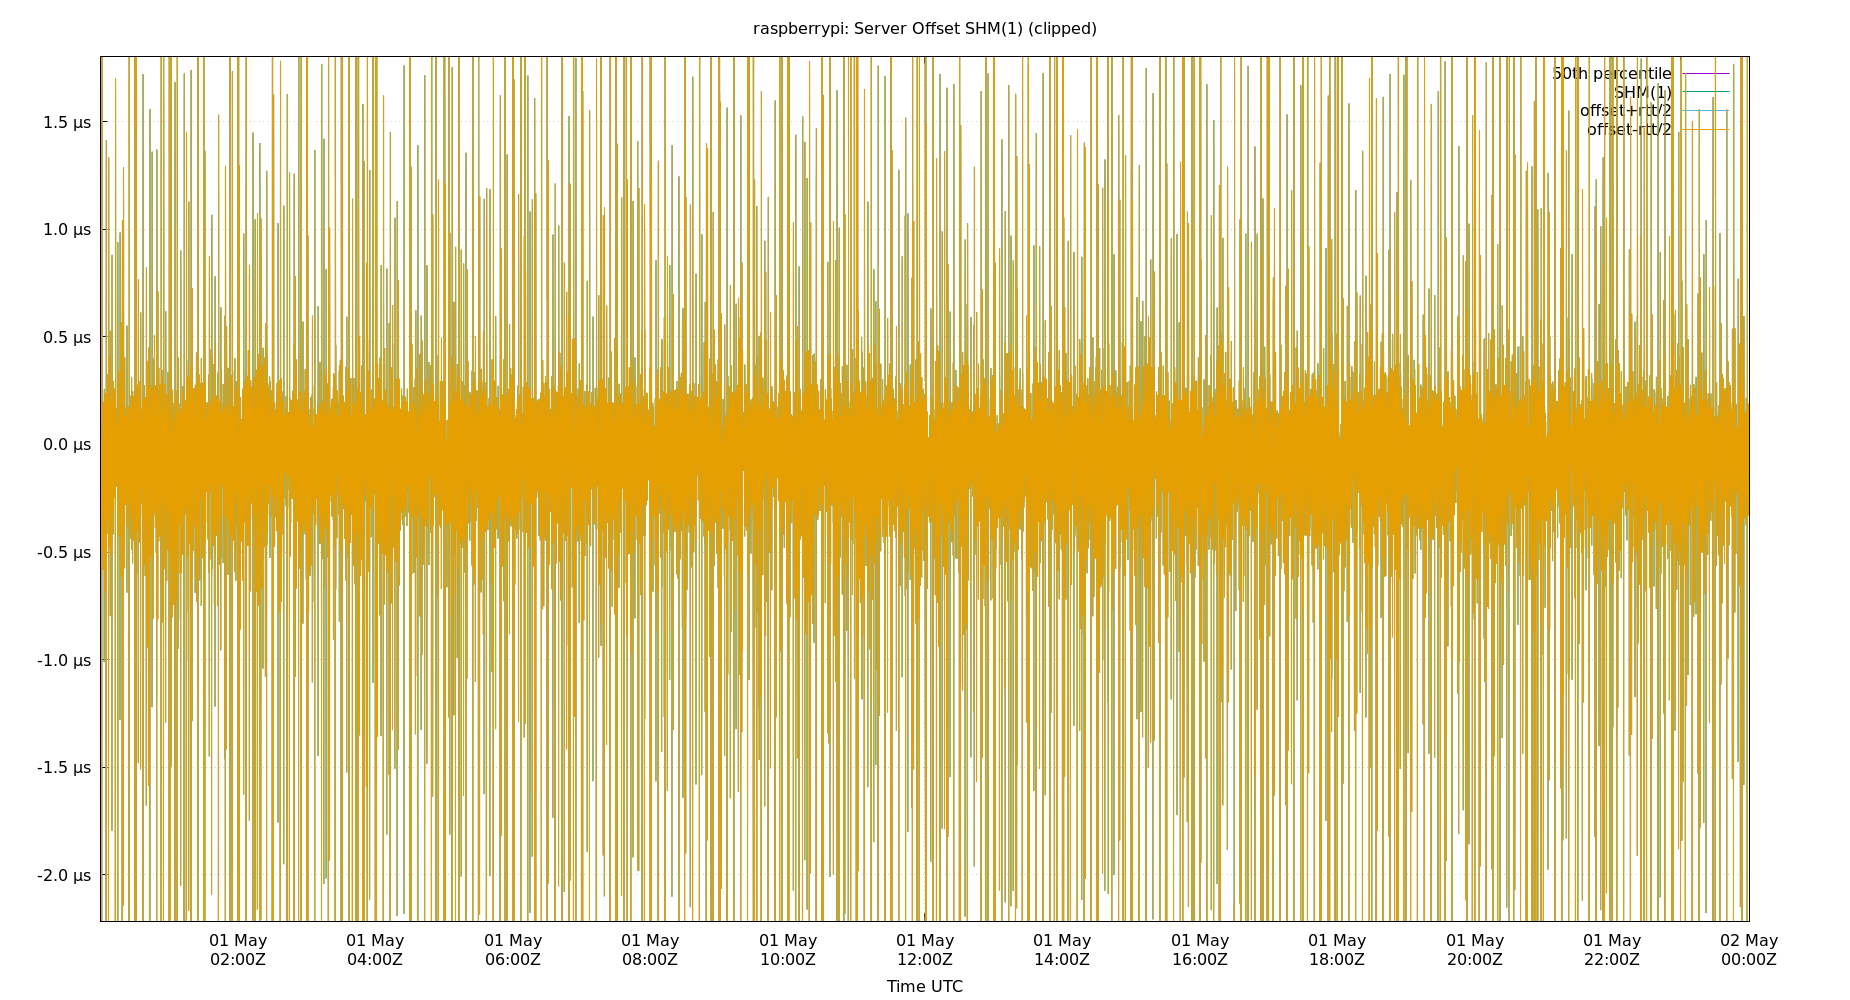 raspberrypi: Server Offset SHM(1) (clipped)
50th percentile
SHM(1)
offset+rtt/2
offset-rtt/2
1.5 µs
1.0 µs
0.5 µs
0.0 µs
-0.5 µs
-1.0 µs
-1.5 µs
-2.0 µs
01 May 01 May 01 May 01 May 01 May 01 May 01 May 01 May 01 May 01 May 01 May 02 May
02:00Z 04:00Z 06:00Z 08:00Z 10:00Z 12:00Z 14:00Z 16:00Z 18:00Z 20:00Z 22:00Z 00:00Z
Time UTC